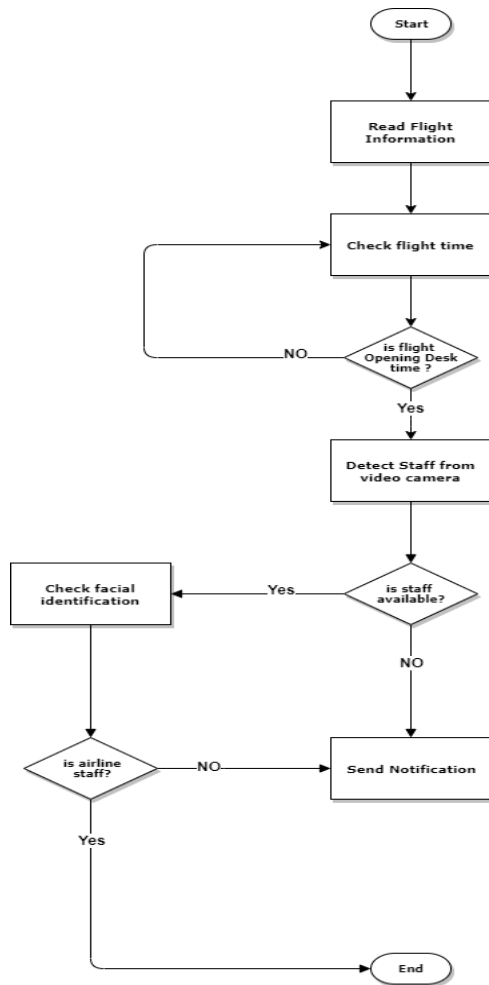 Start
Read Flight
Information
Check flight time
is flight
Opening Desk
time ?
NO
Yes
Detect Staff from
video camera
is staff
available?
Yes
Check facial
identification
NO
is airline
staff?
NO
Send Notification
Yes
End